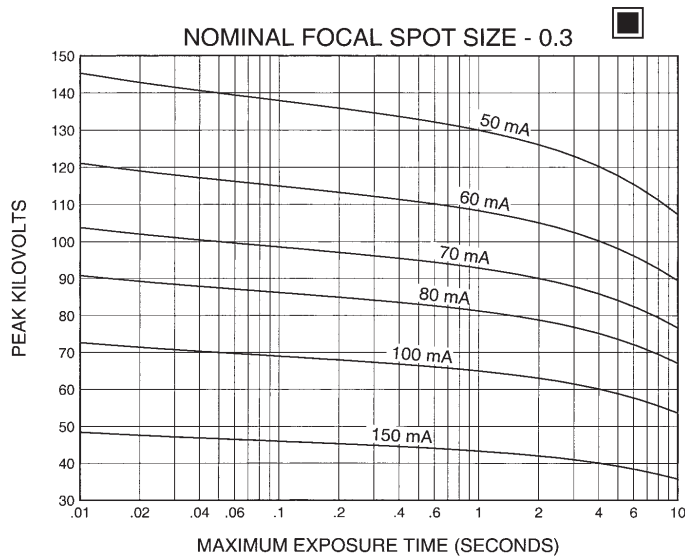 NOMINAL FOCAL SPOT SIZE - 0.3
150
140
130
120
110
100
90
80
70
60
50
40
30
PEAK KILOVOLTS
50 mA
60 mA
70 mA
80 mA
100 mA
150 mA
.01 .02 .04 .06 .1 .2 .4 .6 1 2 4 6 10
MAXIMUM EXPOSURE TIME (SECONDS)